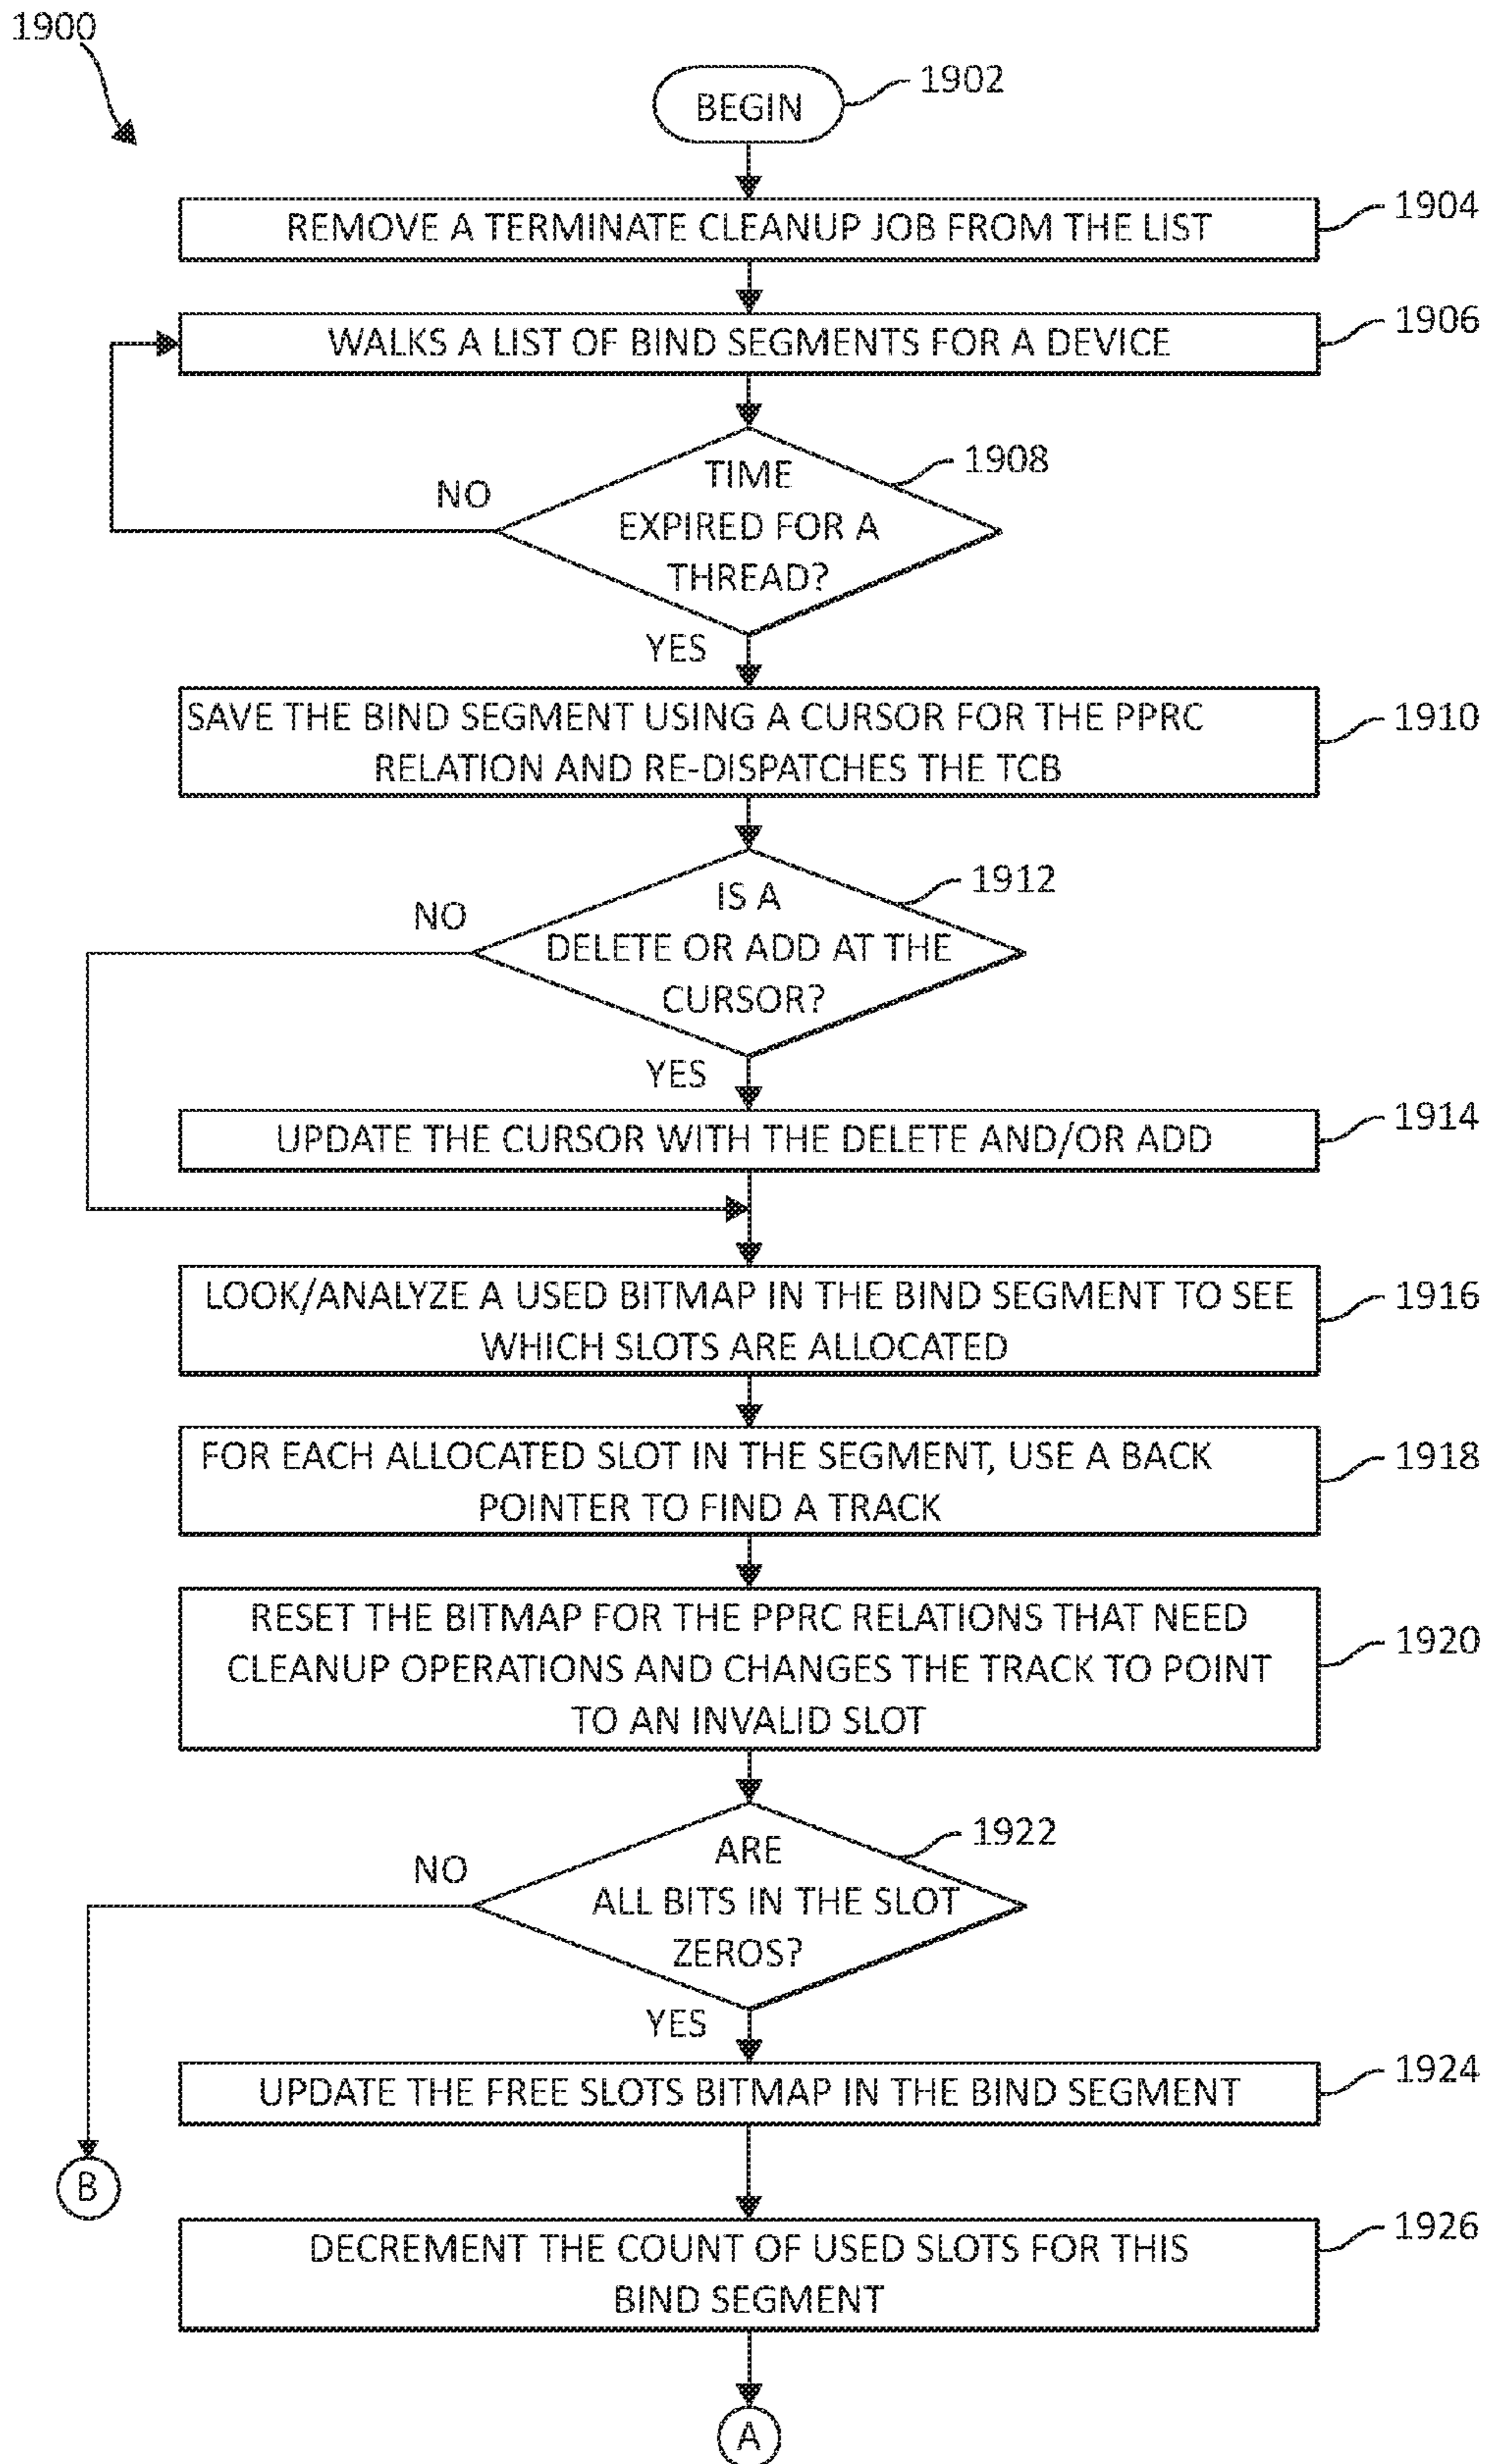 1900
BEGIN
1902
REMOVE A TERMINATE CLEANUP JOB FROM THE LIST
1904
WALKS A LIST OF BIND SEGMENTS FOR A DEVICE
1906
TIME
EXPIRED FOR A
THREAD?
1908
NO
YES
SAVE THE BIND SEGMENT USING A CURSOR FOR THE PPRC
RELATION AND RE-DISPATCHES THE TCB
1910
IS A
DELETE OR ADD AT THE
CURSOR?
1912
NO
YES
UPDATE THE CURSOR WITH THE DELETE AND/OR ADD
1914
LOOK/ANALYZE A USED BITMAP IN THE BIND SEGMENT TO SEE
WHICH SLOTS ARE ALLOCATED
1916
FOR EACH ALLOCATED SLOT IN THE SEGMENT, USE A BACK
POINTER TO FIND A TRACK
1918
RESET THE BITMAP FOR THE PPRC RELATIONS THAT NEED
CLEANUP OPERATIONS AND CHANGES THE TRACK TO POINT
TO AN INVALID SLOT
1920
ARE
ALL BITS IN THE SLOT
ZEROS?
1922
NO
YES
UPDATE THE FREE SLOTS BITMAP IN THE BIND SEGMENT
1924
B
DECREMENT THE COUNT OF USED SLOTS FOR THIS
BIND SEGMENT
1926
A